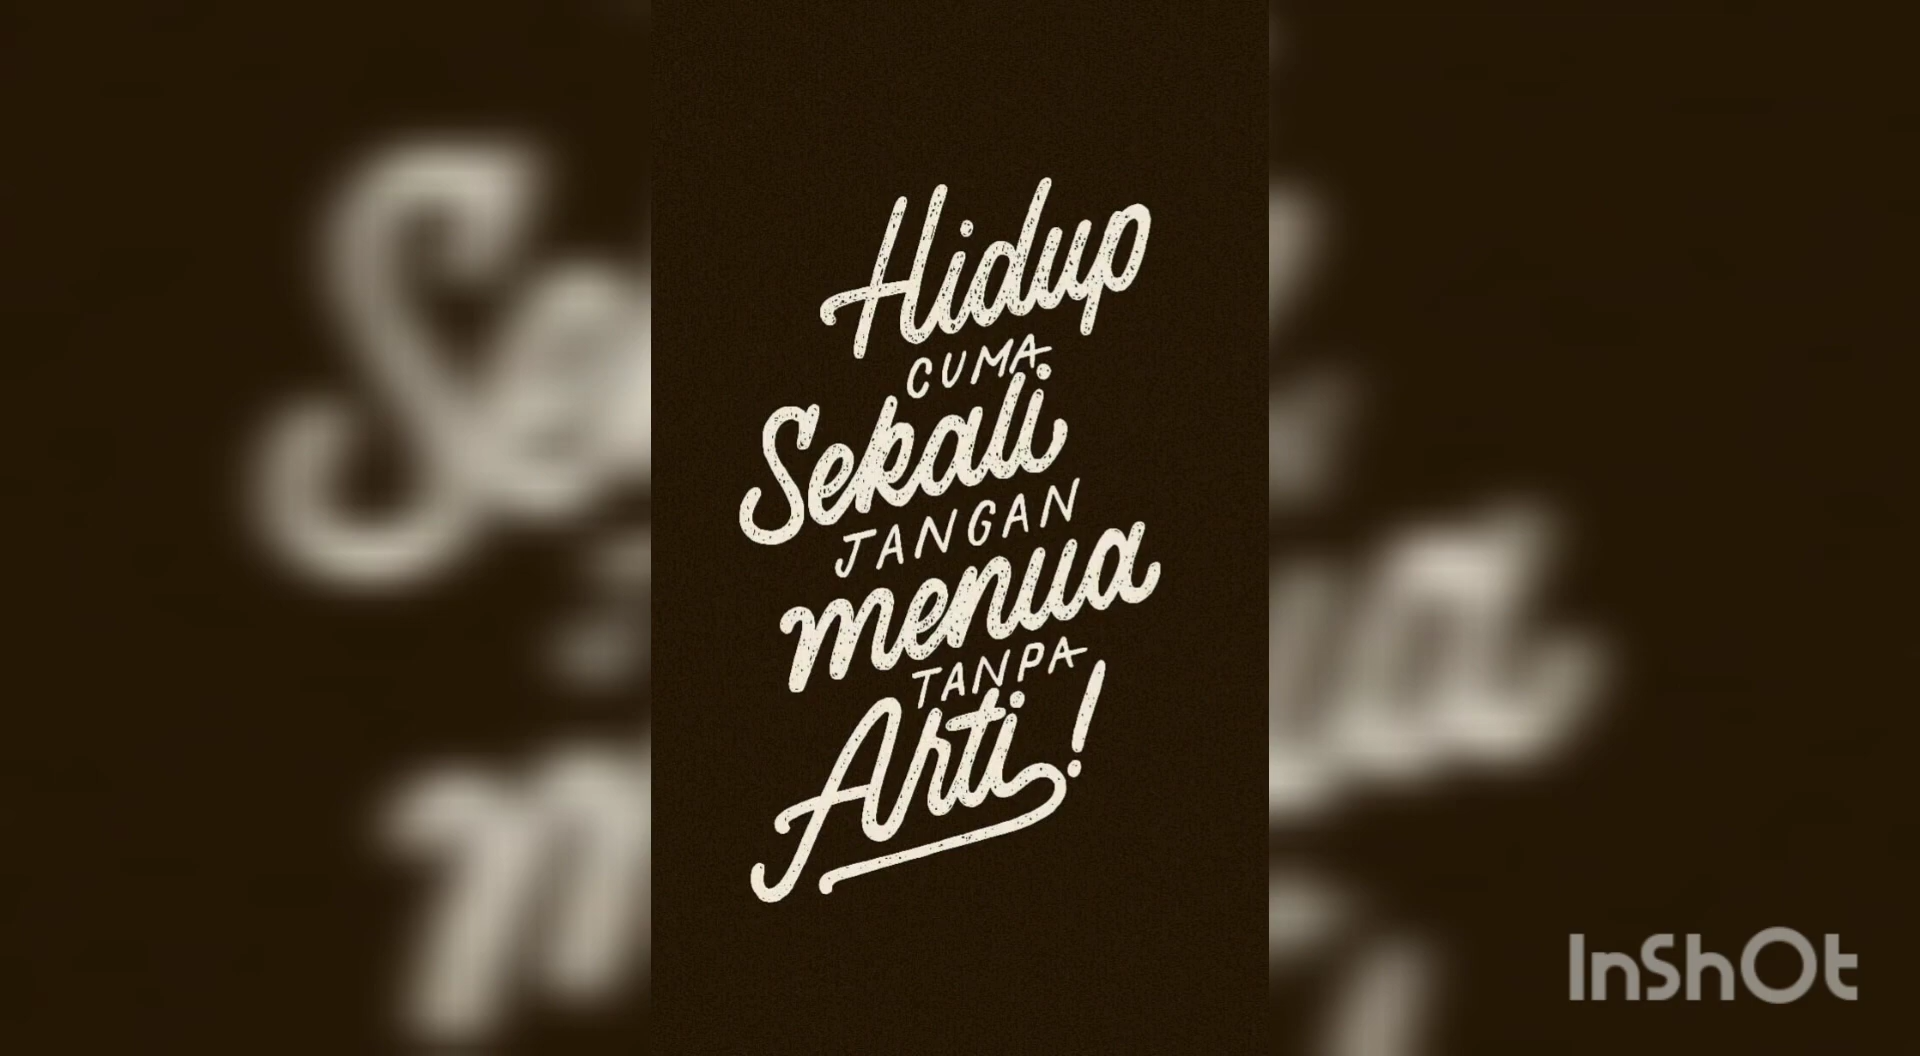 Hidup
CUMA
Sekali
JANGAN
menua
TANPA
Arti!
InShOt